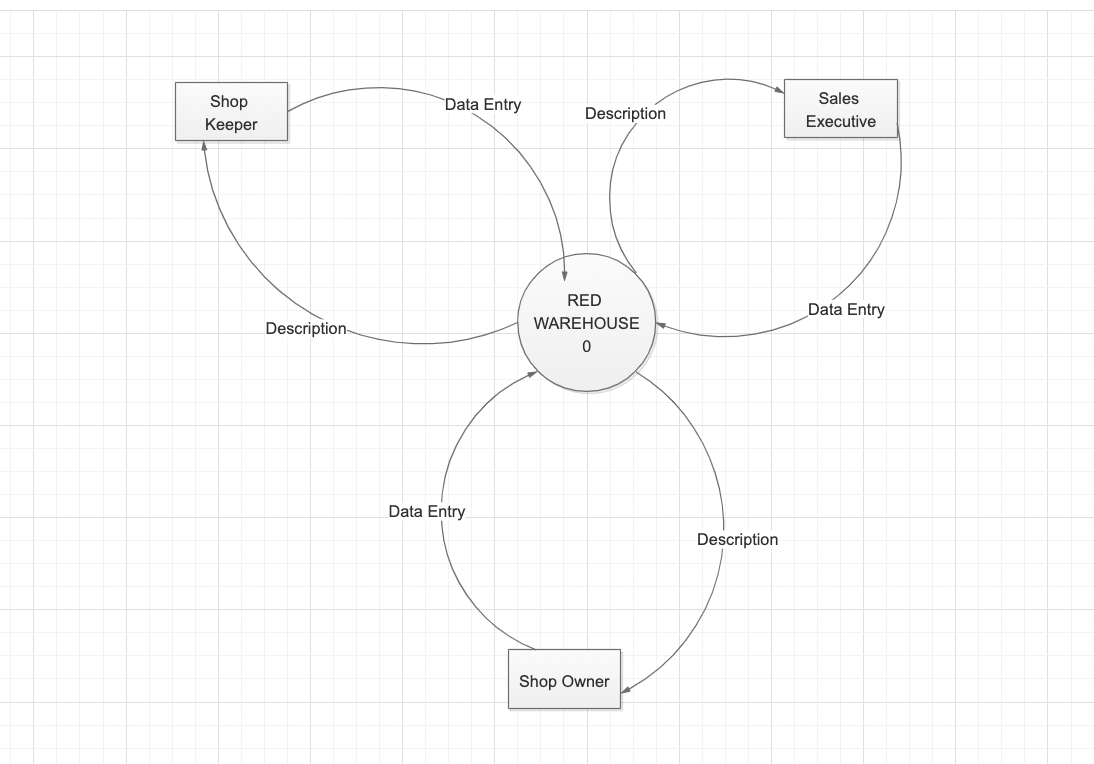 Shop
Keeper
Data Entry
Description
Sales
Executive
RED
WAREHOUSE
0
Description
Data Entry
Data Entry
Description
Shop Owner